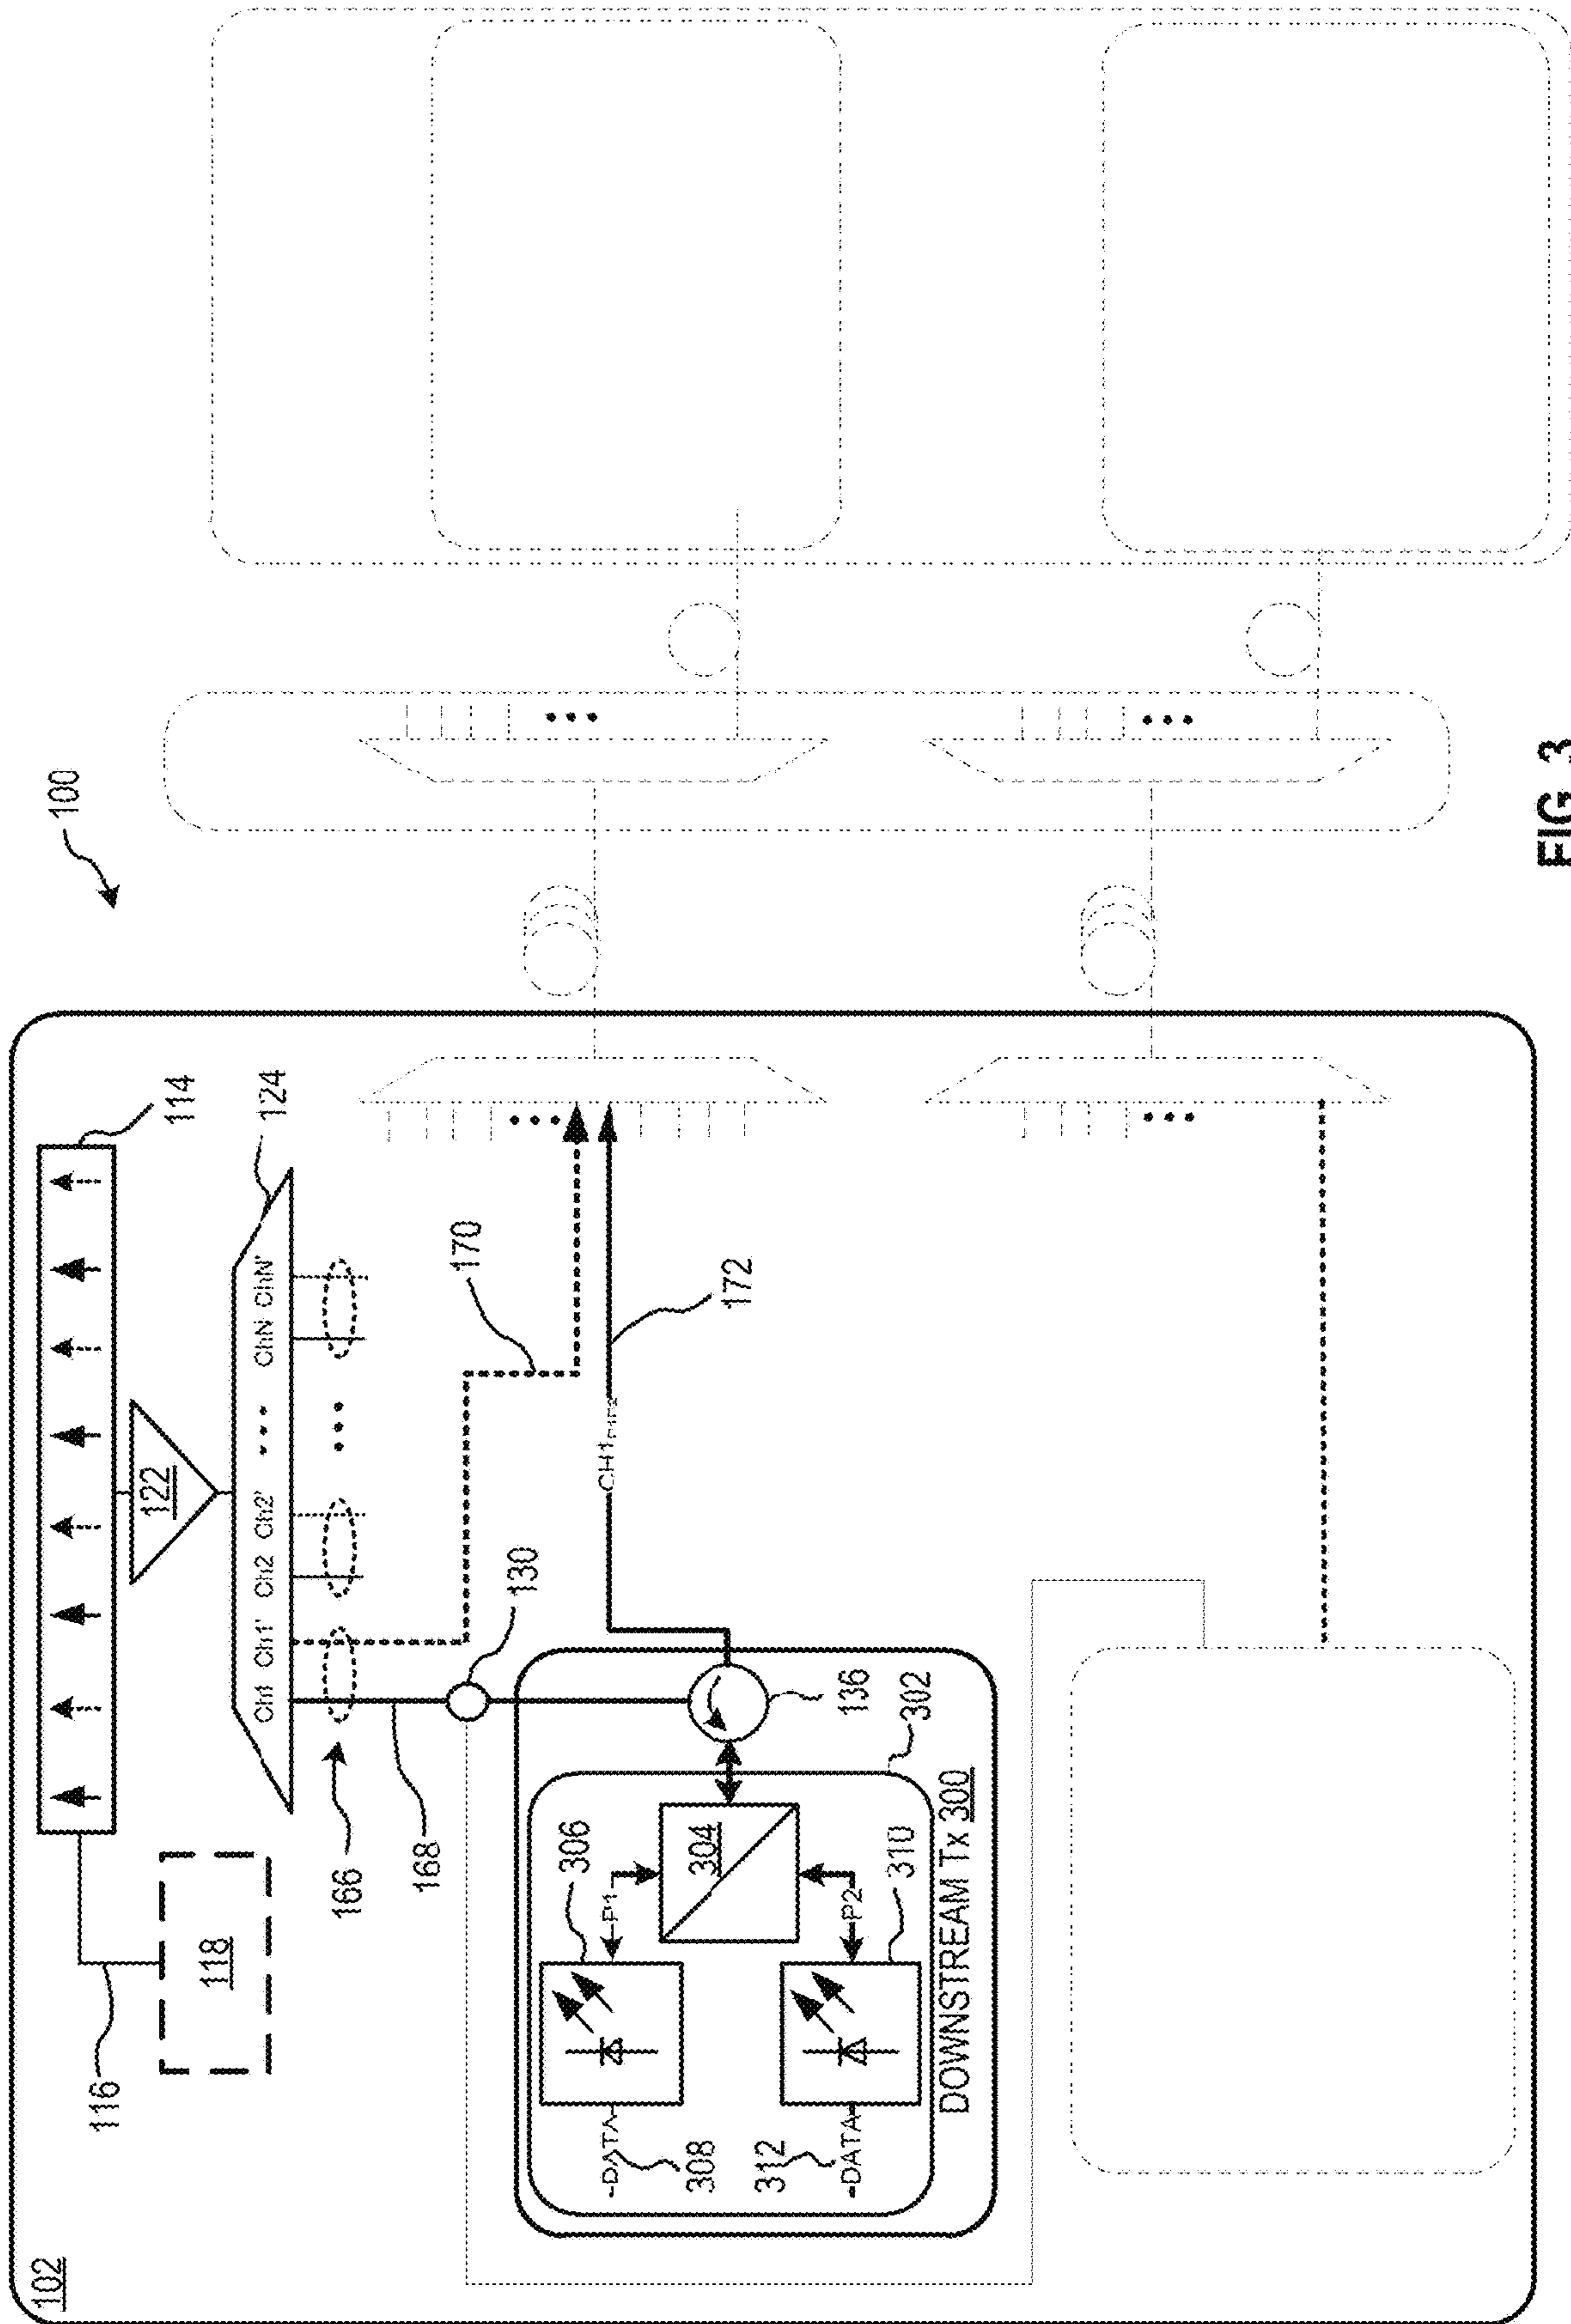 102
116
118
114
100
122
124
Ch1 Ch1' Ch2 Ch2' ••• ChN ChN'
166
168
170
130
172
136
302
304
306
P1
-DATA
308
310
P2
-DATA
312
DOWNSTREAM Tx 300
FIG. 3